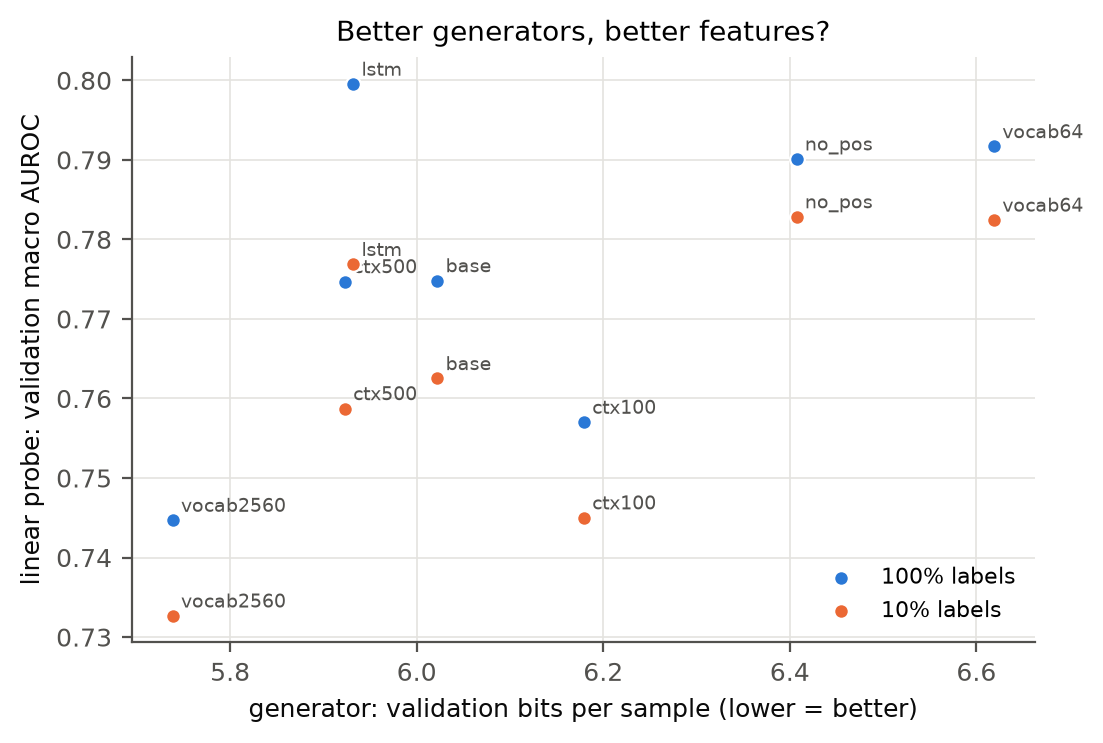 Better generators, better features?
linear probe: validation macro AUROC
0.80
0.79
0.78
0.77
0.76
0.75
0.74
0.73
lstm
vocab64
no_pos
no_pos
vocab64
lstm
ctx500
base
base
ctx500
ctx100
ctx100
vocab2560
vocab2560
100% labels
10% labels
5.8
6.0
6.2
6.4
6.6
generator: validation bits per sample (lower = better)